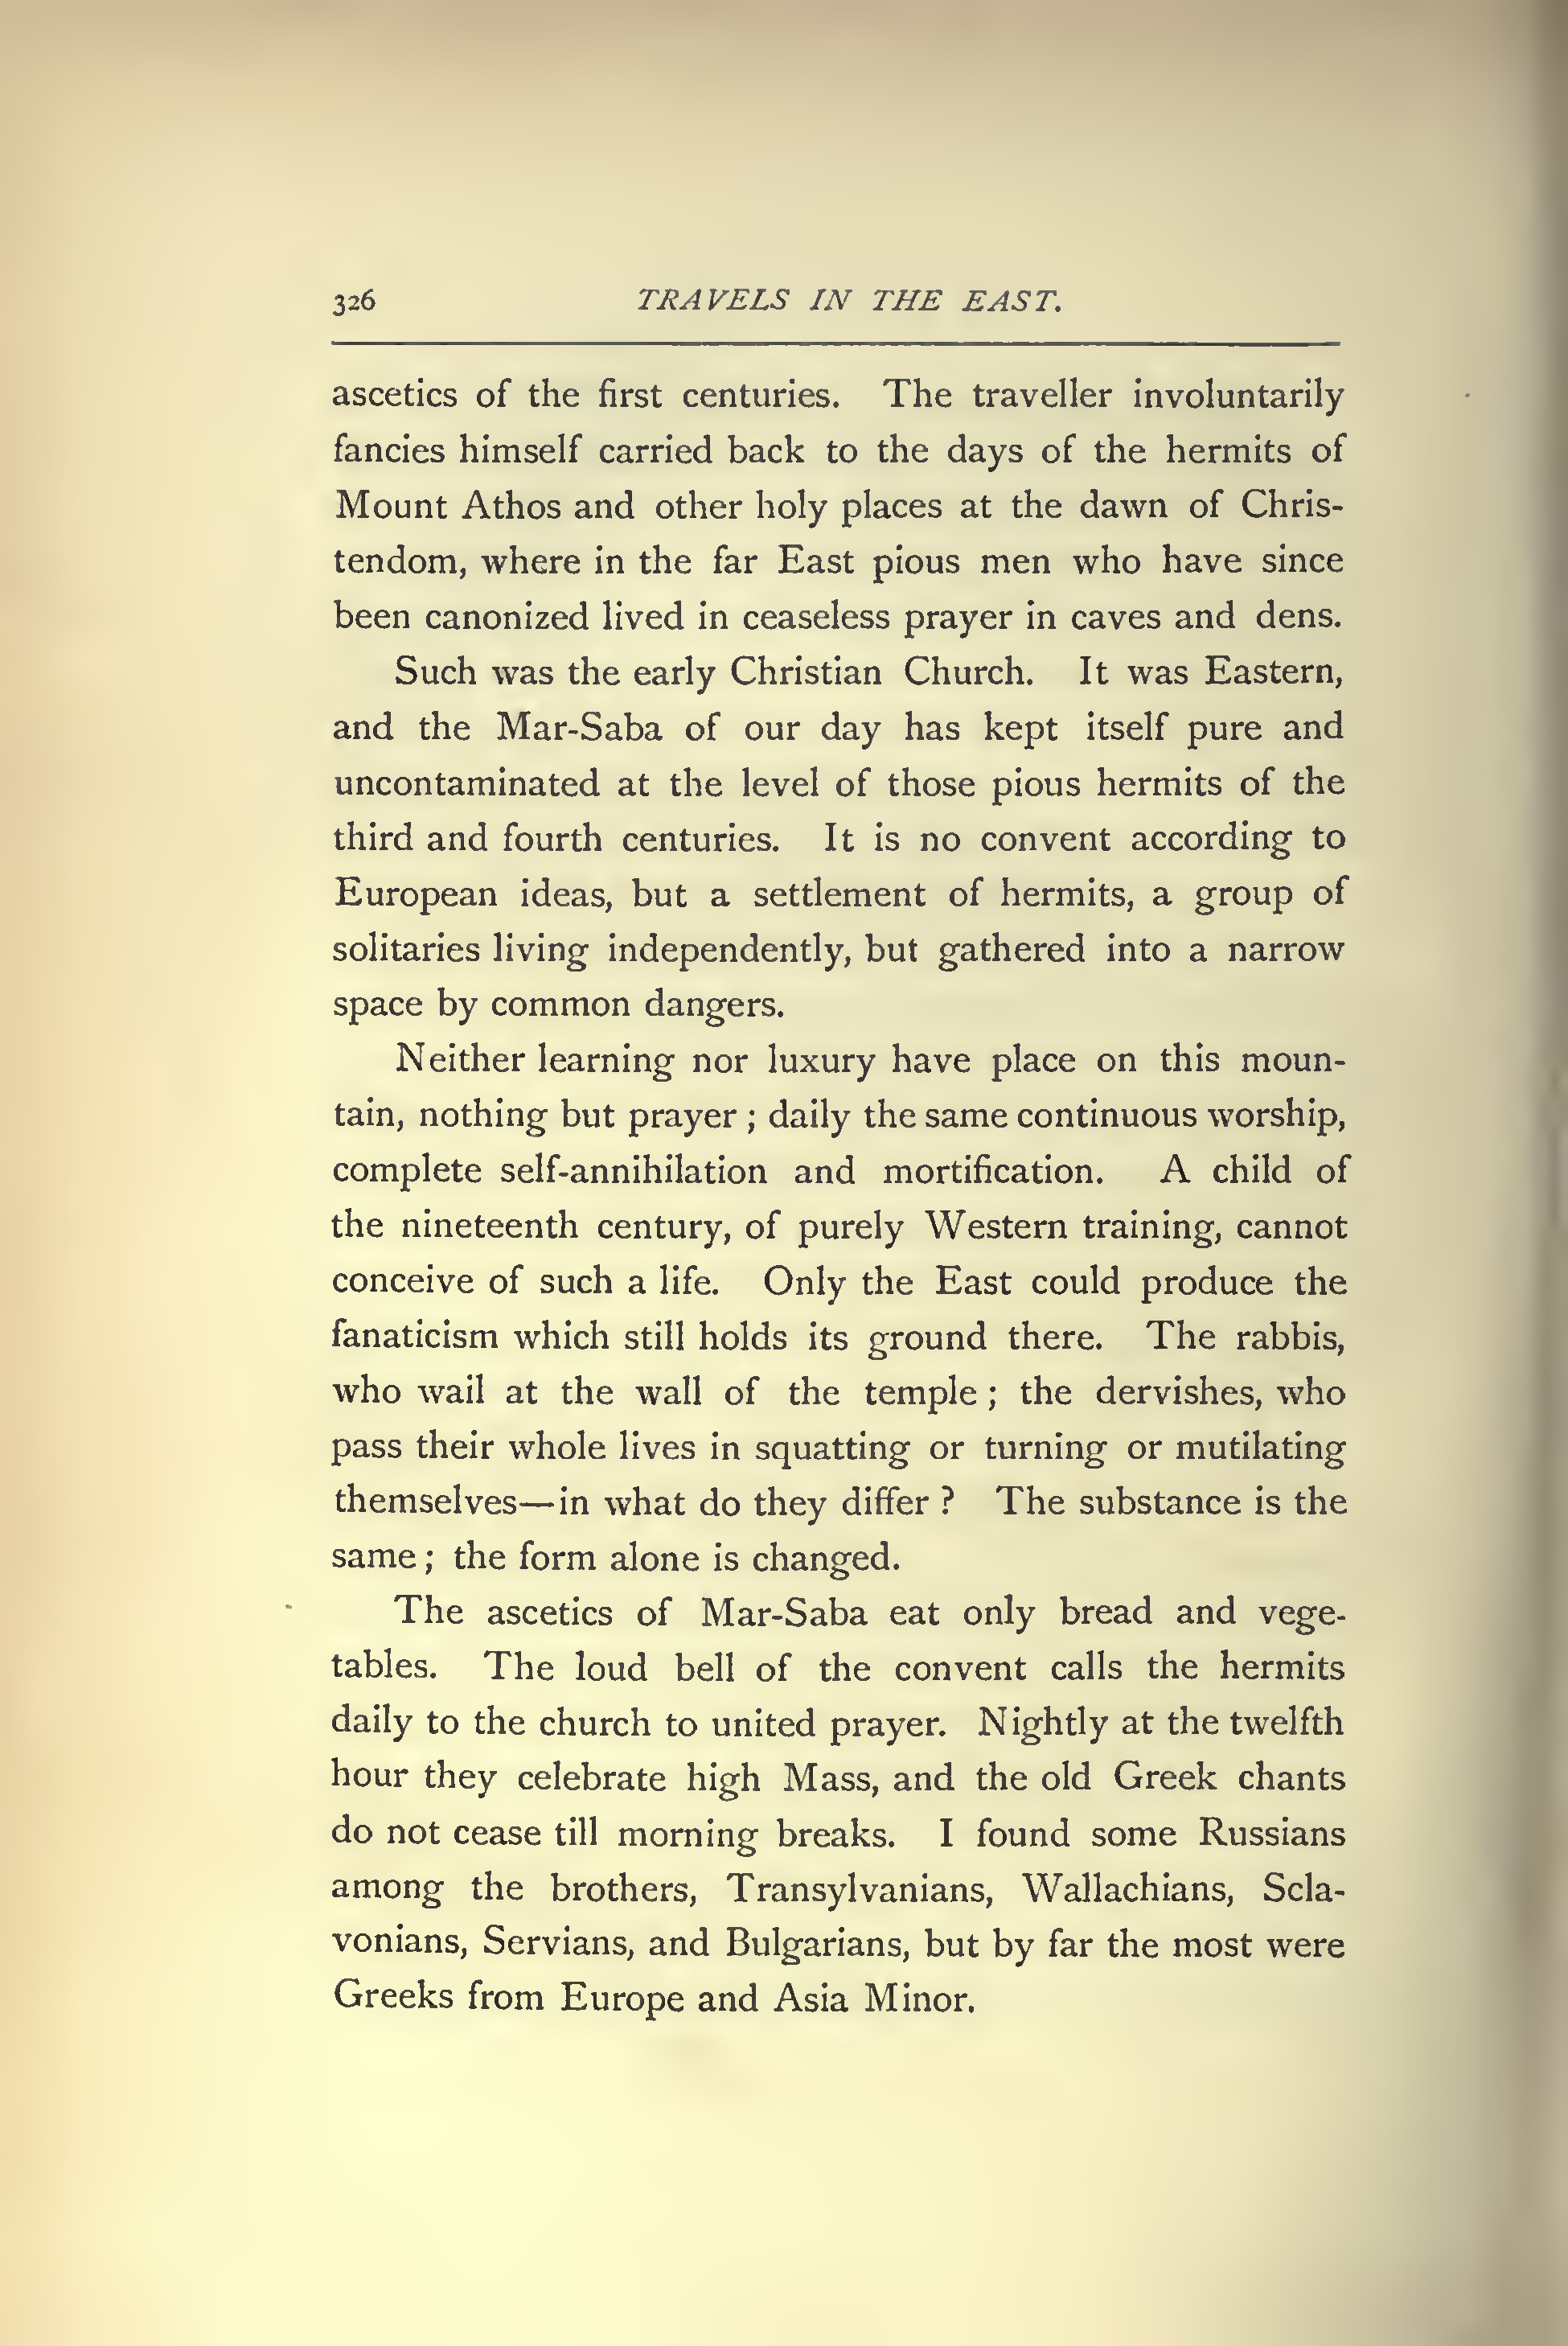 326 TRAVELS IN THE EAST.
ascetics of the first centuries. The traveller involuntarily
fancies himself carried back to the days of the hermits of
Mount Athos and other holy places at the dawn of Chris-
tendom, where in the far East pious men who have since
been canonized lived in ceaseless prayer in caves and dens.
Such was the early Christian Church. It was Eastern,
and the Mar-Saba of our day has kept itself pure and
uncontaminated at the level of those pious hermits of the
third and fourth centuries. It is no convent according to
European ideas, but a settlement of hermits, a group of
solitaries living independently, but gathered into a narrow
space by common dangers.
Neither learning nor luxury have place on this moun-
tain, nothing but prayer ; daily the same continuous worship,
complete self-annihilation and mortification. A child of
the nineteenth century, of purely Western training, cannot
conceive of such a life. Only the East could produce the
fanaticism which still holds its ground there. The rabbis,
who wail at the wall of the temple ; the dervishes, who
pass their whole lives in squatting or turning or mutilating
themselves—in what do they differ ? The substance is the
same ; the form alone is changed.
The ascetics of Mar-Saba eat only bread and vege-
tables. The loud bell of the convent calls the hermits
daily to the church to united prayer. Nightly at the twelfth
hour they celebrate high Mass, and the old Greek chants
do not cease till morning breaks. I found some Russians
among the brothers, Transylvanians, Wallachians, Scla-
vonians, Servians, and Bulgarians, but by far the most were
Greeks from Europe and Asia Minor.